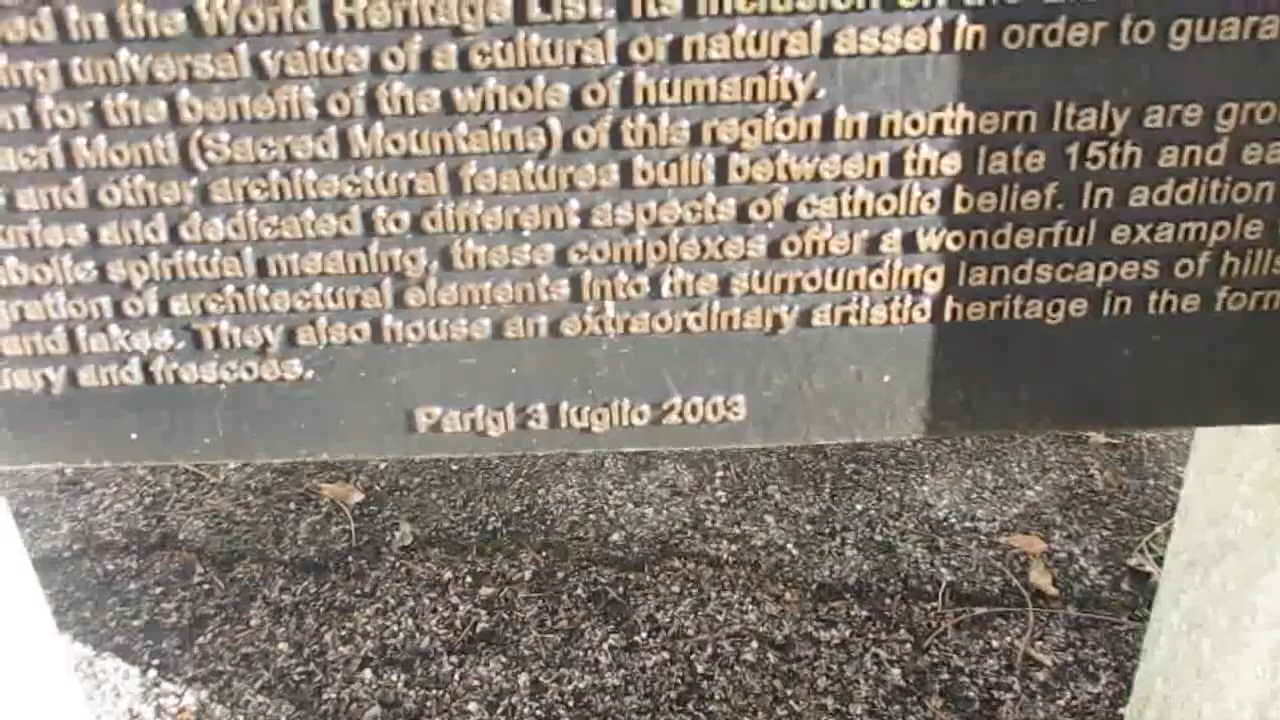 ed in the World Heritage List. Its inclusion on the
ing universal value of a cultural or natural asset in order to guara
n for the benefit of the whole of humanity.
acri Monti (Sacred Mountains) of this region in northern Italy are gro
and other architectural features built between the late 15th and ea
uries and dedicated to different aspects of catholic belief. In addition
bolic spiritual meaning, these complexes offer a wonderful example
gration of architectural elements into the surrounding landscapes of hills
and lakes. They also house an extraordinary artistic heritage in the form
uary and frescoes.
Parigi 3 luglio 2003